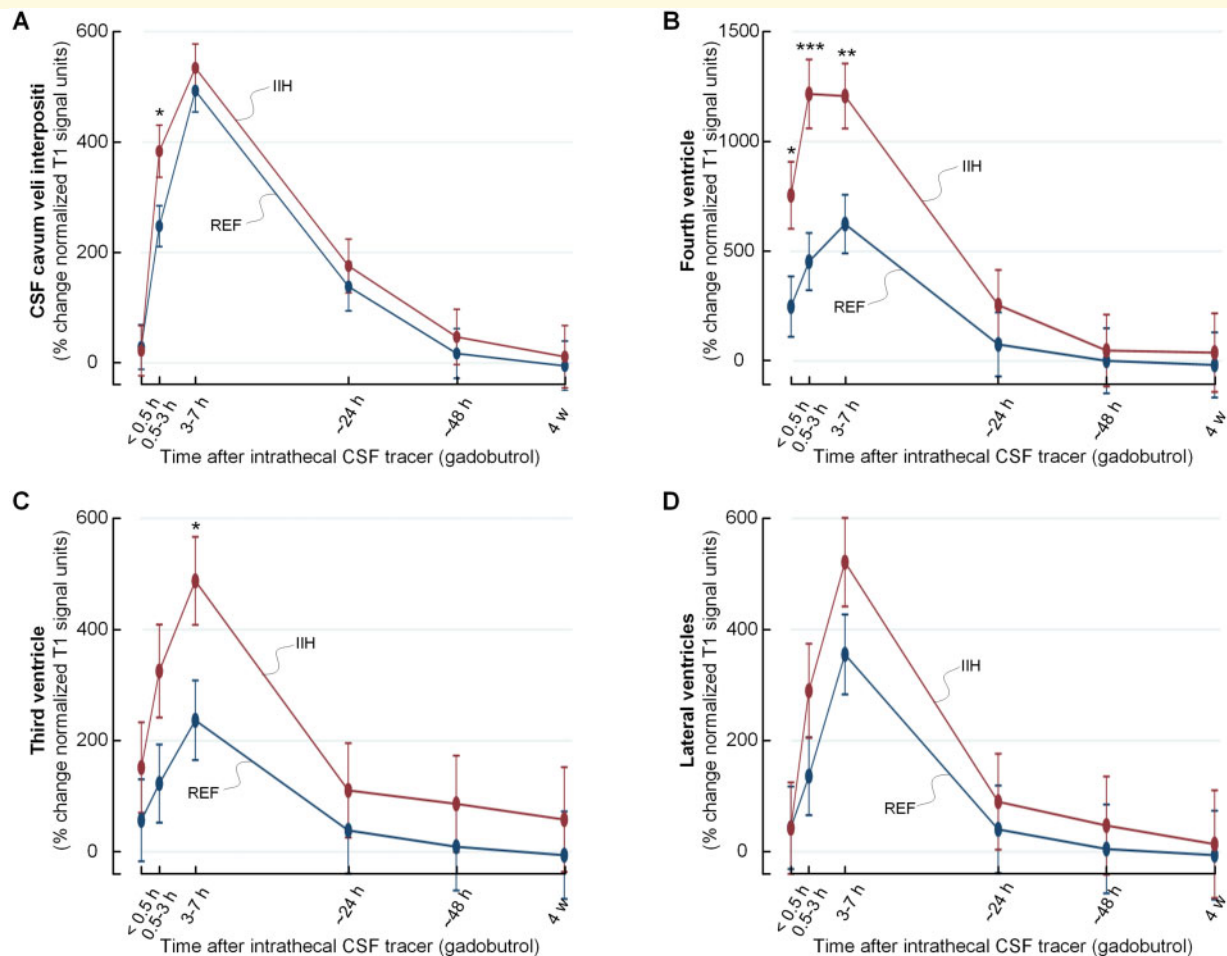 A
CSF cavum veli interpositi
(% change normalized T1 signal units)
600
400
200
0
*
IIH
REF
< 0.5 h
0.5-3 h
3-7 h
~24 h
~48 h
4 w
Time after intrathecal CSF tracer (gadobutrol)
B
Fourth ventricle
(% change normalized T1 signal units)
1500
1000
500
0
*
***
**
IIH
REF
< 0.5 h
0.5-3 h
3-7 h
~24 h
~48 h
4 w
Time after intrathecal CSF tracer (gadobutrol)
C
Third ventricle
(% change normalized T1 signal units)
600
400
200
0
*
IIH
REF
< 0.5 h
0.5-3 h
3-7 h
~24 h
~48 h
4 w
Time after intrathecal CSF tracer (gadobutrol)
D
Lateral ventricles
(% change normalized T1 signal units)
600
400
200
0
IIH
REF
< 0.5 h
0.5-3 h
3-7 h
~24 h
~48 h
4 w
Time after intrathecal CSF tracer (gadobutrol)